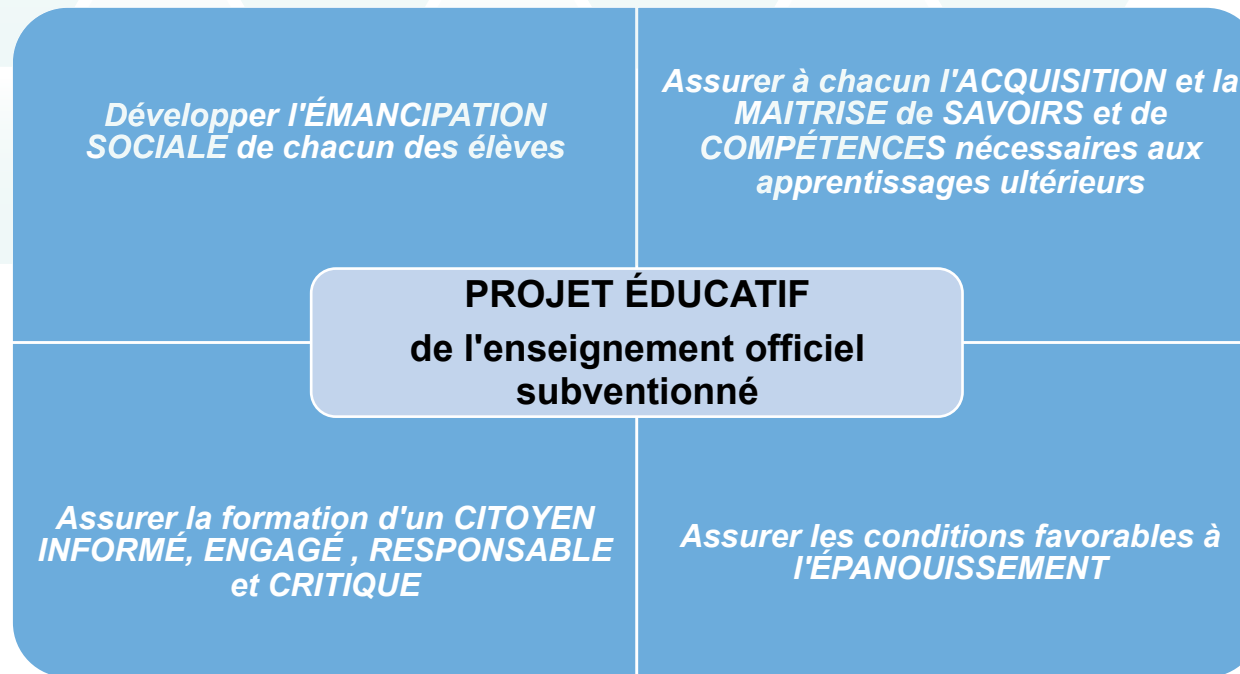 Développer l'ÉMANCIPATION
SOCIALE de chacun des élèves
Assurer à chacun l'ACQUISITION et la
MAITRISE de SAVOIRS et de
COMPÉTENCES nécessaires aux
apprentissages ultérieurs
PROJET ÉDUCATIF
de l'enseignement officiel
subventionné
Assurer la formation d'un CITOYEN
INFORMÉ, ENGAGÉ , RESPONSABLE
et CRITIQUE
Assurer les conditions favorables à
l'ÉPANOUISSEMENT